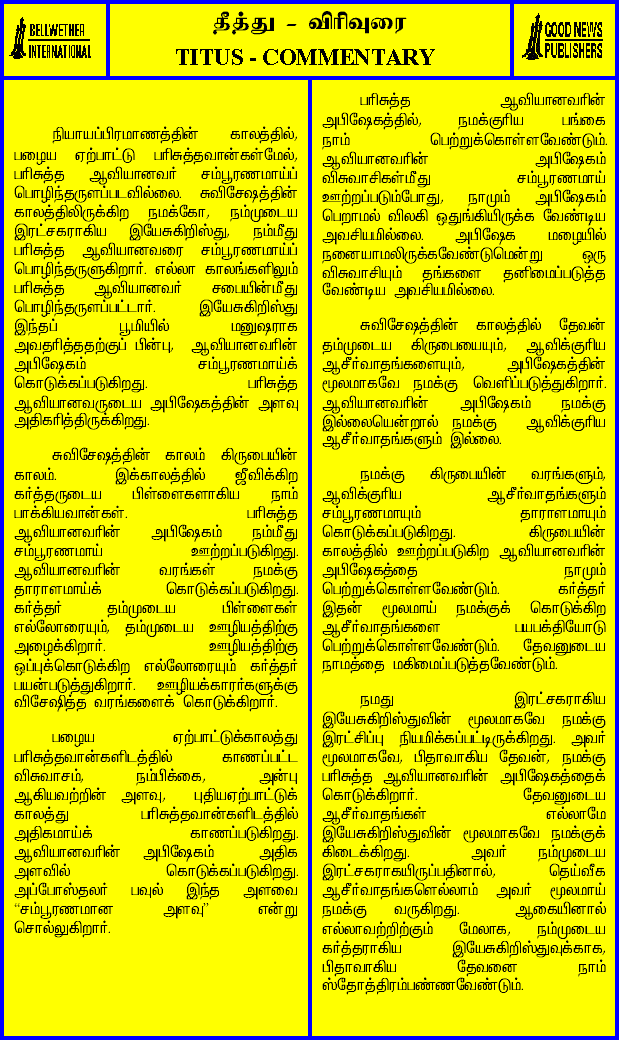 BELLWETHER
INTERNATIONAL
தீத்து - விரிவுரை
TITUS - COMMENTARY
GOOD NEWS
PUBLISHERS
நியாயப்பிரமாணத்தின் காலத்தில்,
பழைய ஏற்பாட்டு பரிசுத்தவான்கள்மேல்,
பரிசுத்த ஆவியானவர் சம்பூரணமாய்ப்
பொழிந்தருளப்படவில்லை. சுவிசேஷத்தின்
காலத்திலிருக்கிற நமக்கோ, நம்முடைய
இரட்சகராகிய இயேசுகிறிஸ்து, நம்மீது
பரிசுத்த ஆவியானவரை சம்பூரணமாய்ப்
பொழிந்தருளுகிறார். எல்லா காலங்களிலும்
பரிசுத்த ஆவியானவர் சபையின்மீது
பொழிந்தருளப்பட்டார். இயேசுகிறிஸ்து
இந்தப் பூமியில் மனுஷராக
அவதரித்ததற்குப் பின்பு, ஆவியானவரின்
அபிஷேகம் சம்பூரணமாய்க்
கொடுக்கப்படுகிறது. பரிசுத்த
ஆவியானவருடைய அபிஷேகத்தின் அளவு
அதிகரித்திருக்கிறது.
சுவிசேஷத்தின் காலம் கிருபையின்
காலம். இக்காலத்தில் ஜீவிக்கிற
கர்த்தருடைய பிள்ளைகளாகிய நாம்
பாக்கியவான்கள். பரிசுத்த
ஆவியானவரின் அபிஷேகம் நம்மீது
சம்பூரணமாய் ஊற்றப்படுகிறது.
ஆவியானவரின் வரங்கள் நமக்கு
தாராளமாய்க் கொடுக்கப்படுகிறது.
கர்த்தர் தம்முடைய பிள்ளைகள்
எல்லோரையும், தம்முடைய ஊழியத்திற்கு
அழைக்கிறார். ஊழியத்திற்கு
ஒப்புக்கொடுக்கிற எல்லோரையும் கர்த்தர்
பயன்படுத்துகிறார். ஊழியக்காரர்களுக்கு
விசேஷித்த வரங்களைக் கொடுக்கிறார்.
பழைய ஏற்பாட்டுக்காலத்து
பரிசுத்தவான்களிடத்தில் காணப்பட்ட
விசுவாசம், நம்பிக்கை, அன்பு
ஆகியவற்றின் அளவு, புதியஏற்பாட்டுக்
காலத்து பரிசுத்தவான்களிடத்தில்
அதிகமாய்க் காணப்படுகிறது.
ஆவியானவரின் அபிஷேகம் அதிக
அளவில் கொடுக்கப்படுகிறது.
அப்போஸ்தலர் பவுல் இந்த அளவை
“சம்பூரணமான அளவு” என்று
சொல்லுகிறார்.
பரிசுத்த ஆவியானவரின்
அபிஷேகத்தில், நமக்குரிய பங்கை
நாம் பெற்றுக்கொள்ளவேண்டும்.
ஆவியானவரின் அபிஷேகம்
விசுவாசிகள்மீது சம்பூரணமாய்
ஊற்றப்படும்போது, நாமும் அபிஷேகம்
பெறாமல் விலகி ஒதுங்கியிருக்க வேண்டிய
அவசியமில்லை. அபிஷேக மழையில்
நனையாமலிருக்கவேண்டுமென்று ஒரு
விசுவாசியும் தங்களை தனிமைப்படுத்த
வேண்டிய அவசியமில்லை.
சுவிசேஷத்தின் காலத்தில் தேவன்
தம்முடைய கிருபையையும், ஆவிக்குரிய
ஆசீர்வாதங்களையும், அபிஷேகத்தின்
மூலமாகவே நமக்கு வெளிப்படுத்துகிறார்.
ஆவியானவரின் அபிஷேகம் நமக்கு
இல்லையென்றால் நமக்கு ஆவிக்குரிய
ஆசீர்வாதங்களும் இல்லை.
நமக்கு கிருபையின் வரங்களும்,
ஆவிக்குரிய ஆசீர்வாதங்களும்
சம்பூரணமாயும் தாராளமாயும்
கொடுக்கப்படுகிறது. கிருபையின்
காலத்தில் ஊற்றப்படுகிற ஆவியானவரின்
அபிஷேகத்தை நாமும்
பெற்றுக்கொள்ளவேண்டும். கர்த்தர்
இதன் மூலமாய் நமக்குக் கொடுக்கிற
ஆசீர்வாதங்களை பயபக்தியோடு
பெற்றுக்கொள்ளவேண்டும். தேவனுடைய
நாமத்தை மகிமைப்படுத்தவேண்டும்.
நமது இரட்சகராகிய
இயேசுகிறிஸ்துவின் மூலமாகவே நமக்கு
இரட்சிப்பு நியமிக்கப்பட்டிருக்கிறது. அவர்
மூலமாகவே, பிதாவாகிய தேவன், நமக்கு
பரிசுத்த ஆவியானவரின் அபிஷேகத்தைக்
கொடுக்கிறார். தேவனுடைய
ஆசீர்வாதங்கள் எல்லாமே
இயேசுகிறிஸ்துவின் மூலமாகவே நமக்குக்
கிடைக்கிறது. அவர் நம்முடைய
இரட்சகராகயிருப்பதினால், தெய்வீக
ஆசீர்வாதங்களெல்லாம் அவர் மூலமாய்
நமக்கு வருகிறது. ஆகையினால்
எல்லாவற்றிற்கும் மேலாக, நம்முடைய
கர்த்தராகிய இயேசுகிறிஸ்துவுக்காக,
பிதாவாகிய தேவனை நாம்
ஸ்தோத்திரம்பண்ணவேண்டும்.